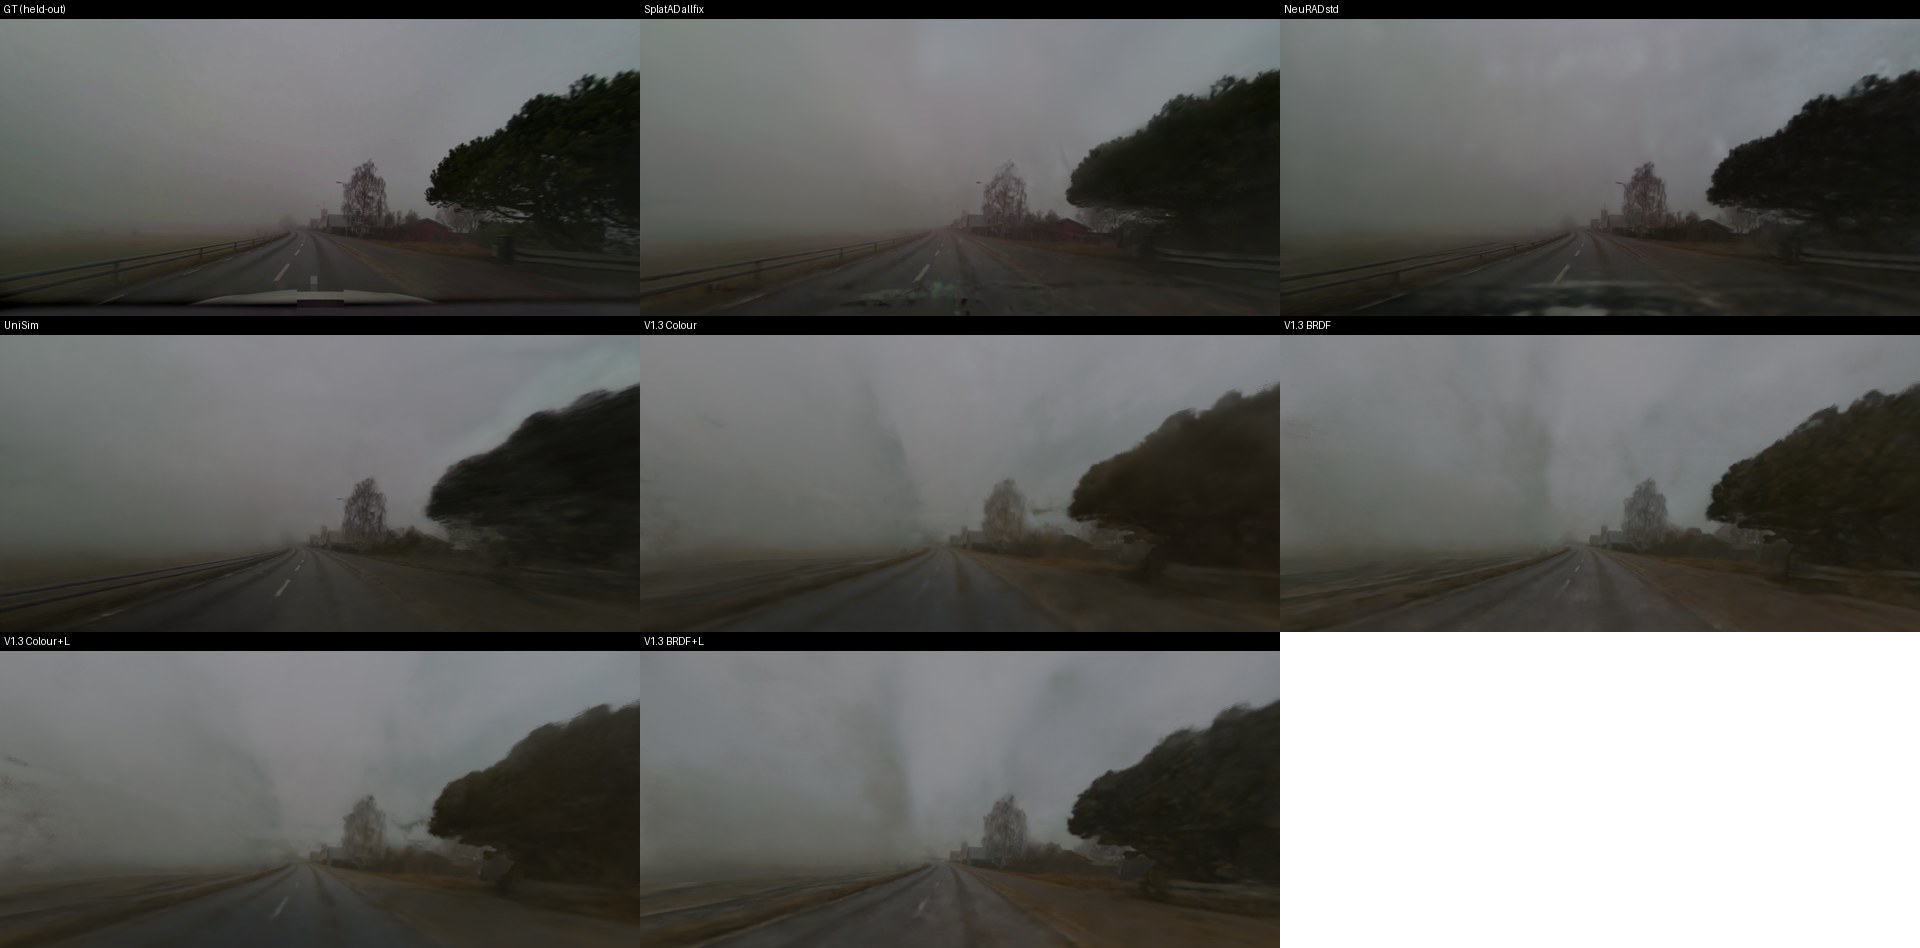 GT (held-out)
SplatAD allfix
NeuRAD std
UniSim
V1.3 Colour
V1.3 BRDF
V1.3 Colour+L
V1.3 BRDF+L